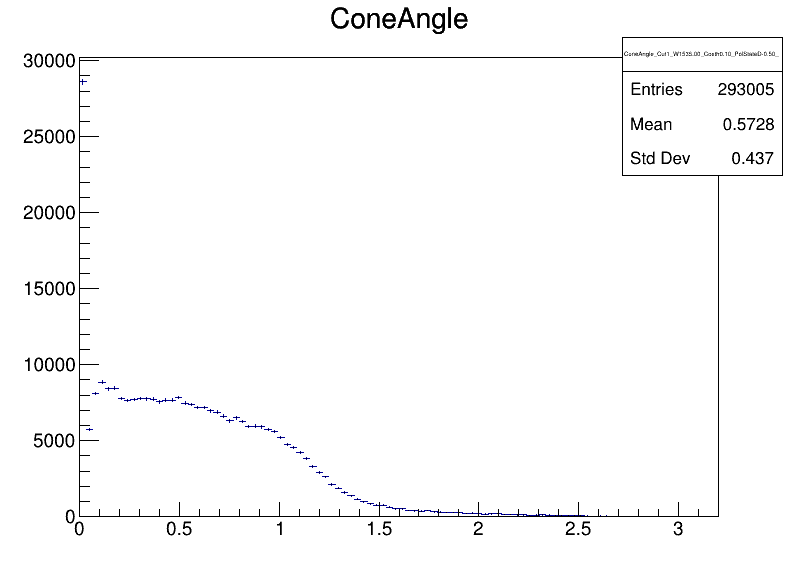 ConeAngle
ConeAngle_Cut1_W1535.00_Costh0.10_PolStateD-0.50_
Entries 293005
Mean 0.5728
Std Dev 0.437
30000
25000
20000
15000
10000
5000
0
0 0.5 1 1.5 2 2.5 3